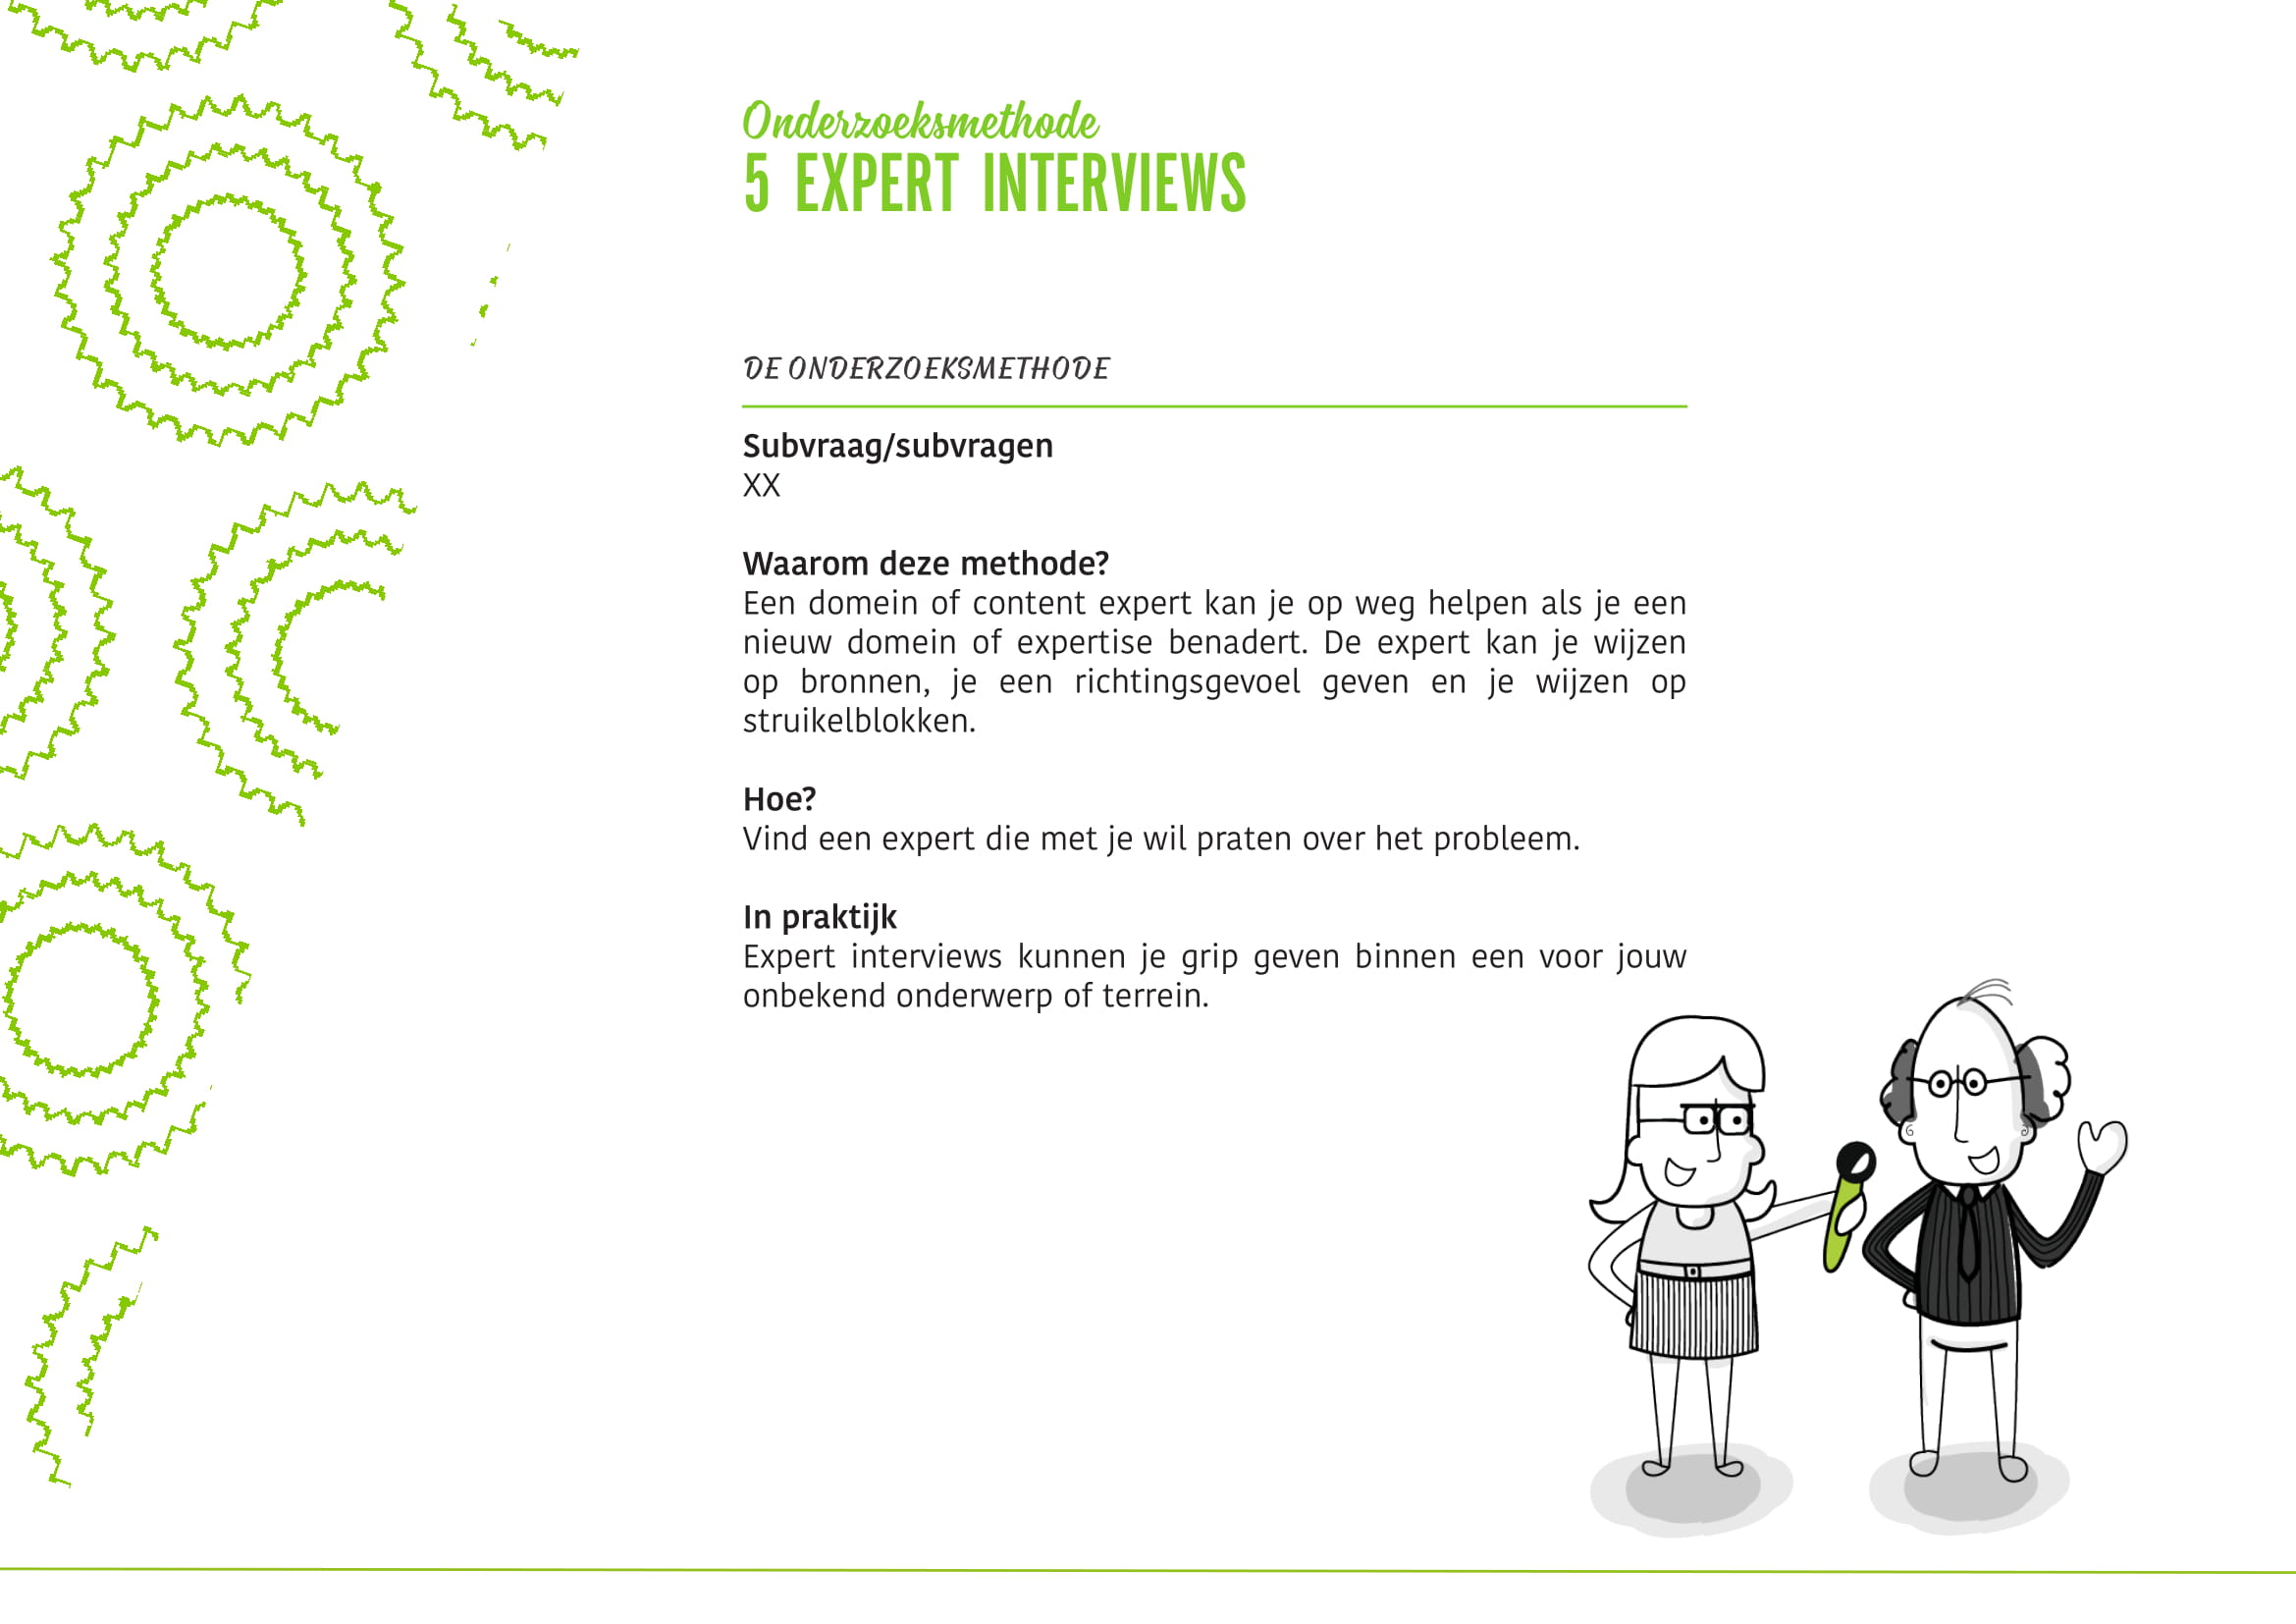 Onderzoeksmethode
5 EXPERT INTERVIEWS
DE ONDERZOEKSMETHODE
Subvraag/subvragen
XX
Waarom deze methode?
Een domein of content expert kan je op weg helpen als je een
nieuw domein of expertise benadert. De expert kan je wijzen
op bronnen, je een richtingsgevoel geven en je wijzen op
struikelblokken.
Hoe?
Vind een expert die met je wil praten over het probleem.
In praktijk
Expert interviews kunnen je grip geven binnen een voor jouw
onbekend onderwerp of terrein.